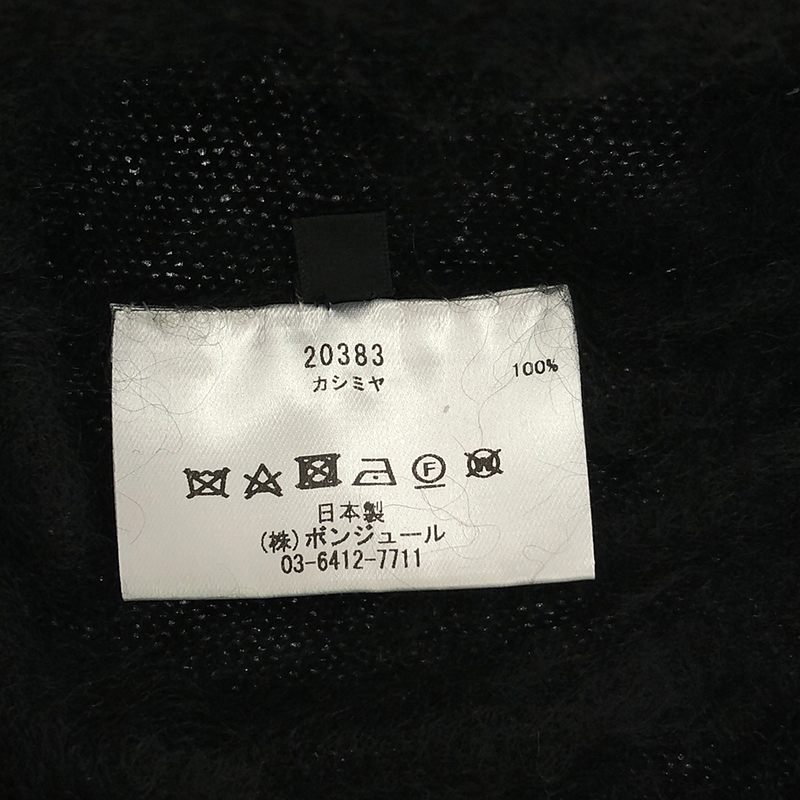 20383
カシミヤ 100%
F W
日本製
(株)ボンジュール
03-6412-7711